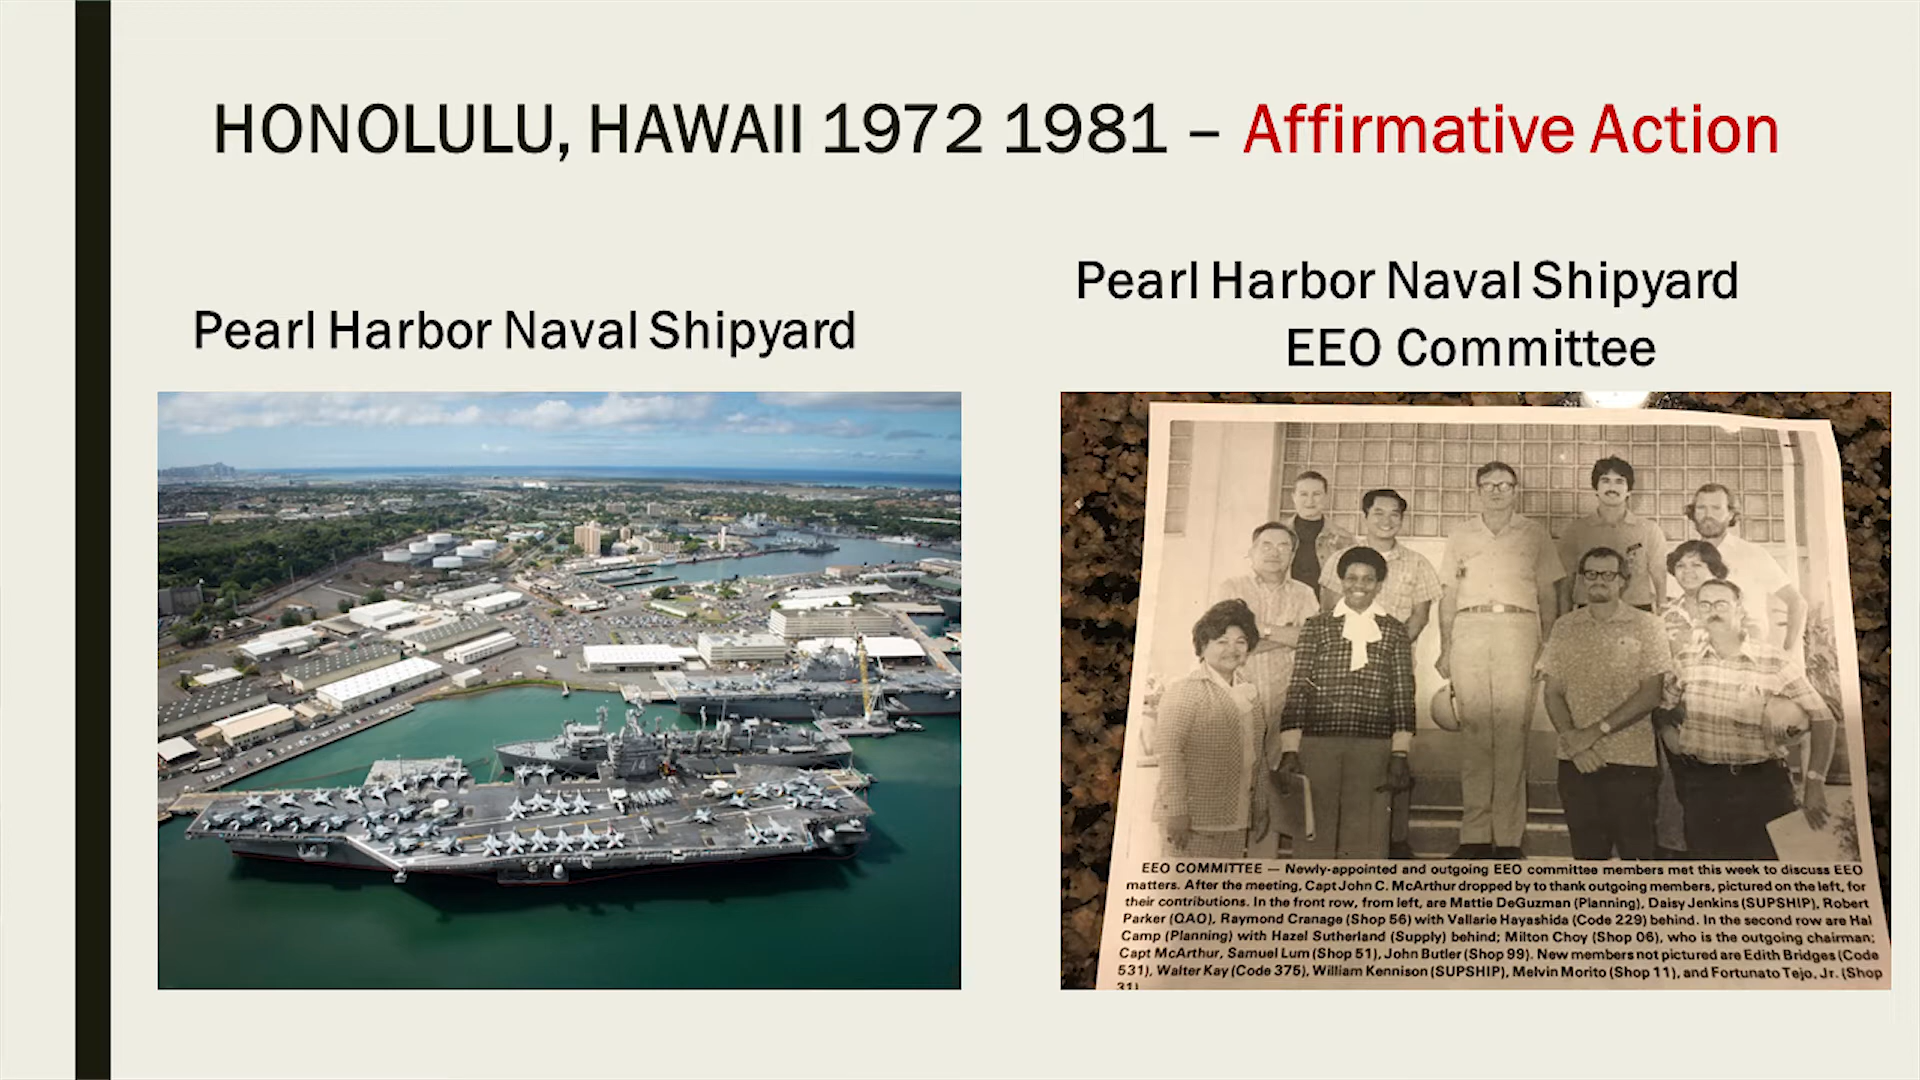 HONOLULU, HAWAII 1972 1981 – Affirmative Action
Pearl Harbor Naval Shipyard
Pearl Harbor Naval Shipyard
EEO Committee
74
EEO COMMITTEE — Newly-appointed and outgoing EEO committee members met this week to discuss EEO
matters. After the meeting, Capt John C. McArthur dropped by to thank outgoing members, pictured on the left, for
their contributions. In the front row, from left, are Mattie DeGuzman (Planning), Daisy Jenkins (SUPSHIP), Robert
Parker (QAO), Raymond Cranage (Shop 56) with Vallarie Hayashida (Code 229) behind. In the second row are Hal
Camp (Planning) with Hazel Sutherland (Supply) behind; Milton Choy (Shop 06), who is the outgoing chairman;
Capt McArthur, Samuel Lum (Shop 51), John Butler (Shop 99). New members not pictured are Edith Bridges (Code
531), Walter Kay (Code 375), William Kennison (SUPSHIP), Melvin Morito (Shop 11), and Fortunato Tejo, Jr. (Shop
31).